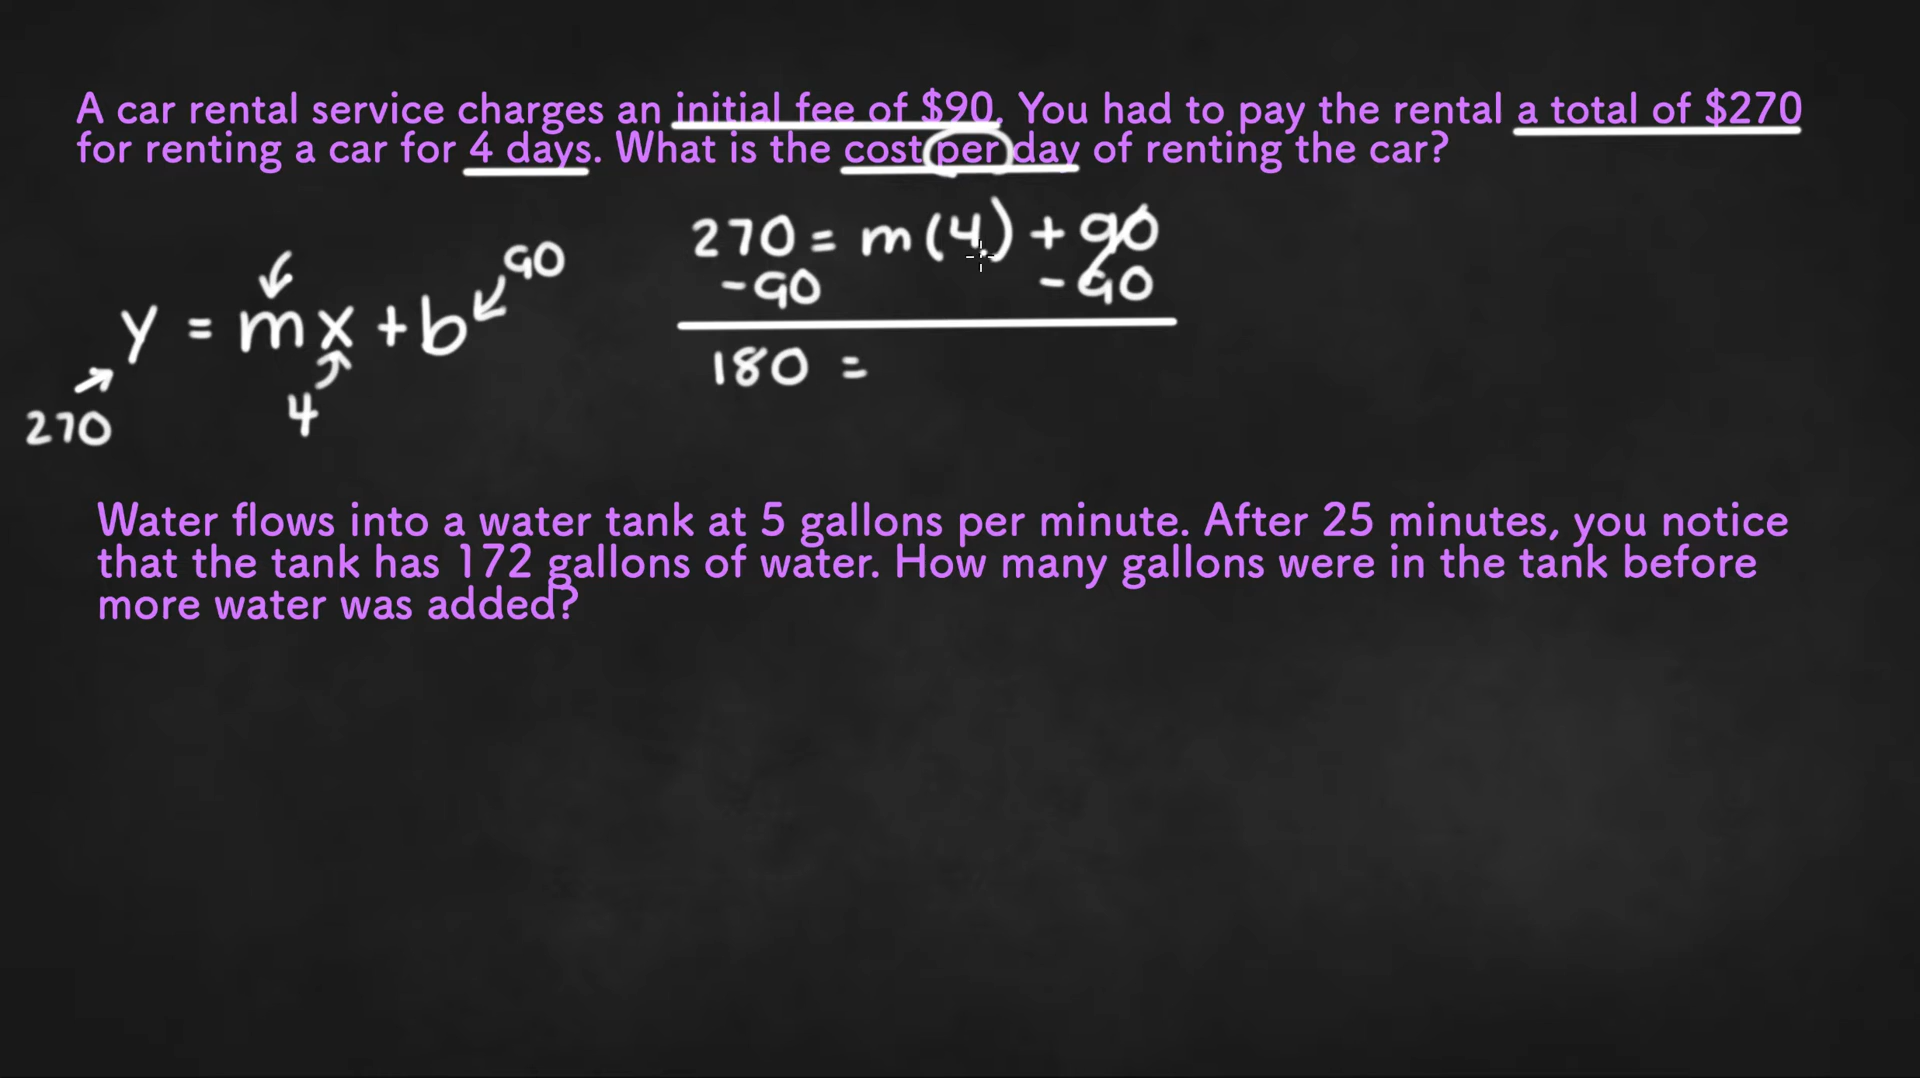 A car rental service charges an initial fee of $90. You had to pay the rental a total of $270
for renting a car for 4 days. What is the cost per day of renting the car?
270 = m(4) + 90
-90 -90
180 =
90
y = mx + b
270
4
Water flows into a water tank at 5 gallons per minute. After 25 minutes, you notice
that the tank has 172 gallons of water. How many gallons were in the tank before
more water was added?